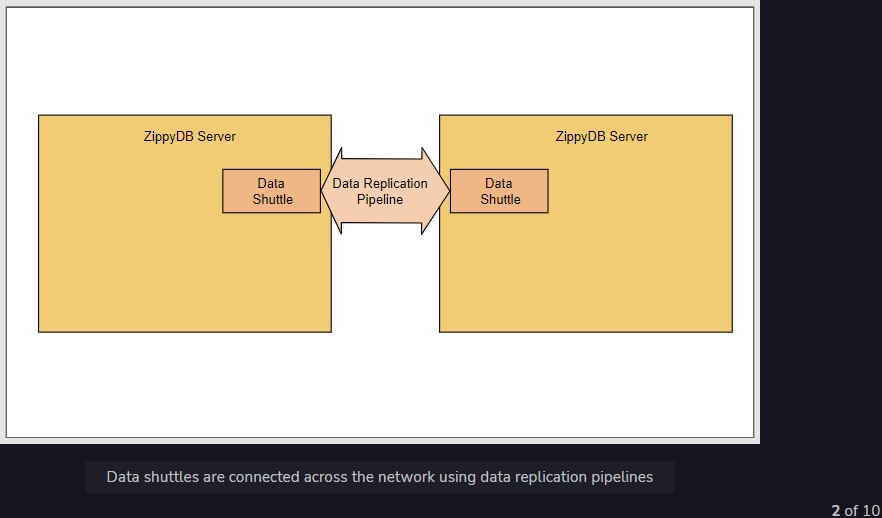 ZippyDB Server
Data
Shuttle
Data Replication
Pipeline
ZippyDB Server
Data
Shuttle
Data shuttles are connected across the network using data replication pipelines
2 of 10